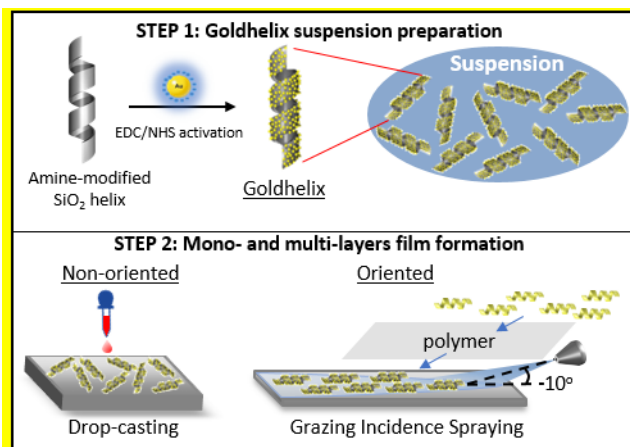 STEP 1: Goldhelix suspension preparation
Au
EDC/NHS activation
Amine-modified
SiO₂ helix
Goldhelix
Suspension
STEP 2: Mono- and multi-layers film formation
Non-oriented
Oriented
polymer
-10°
Drop-casting
Grazing Incidence Spraying